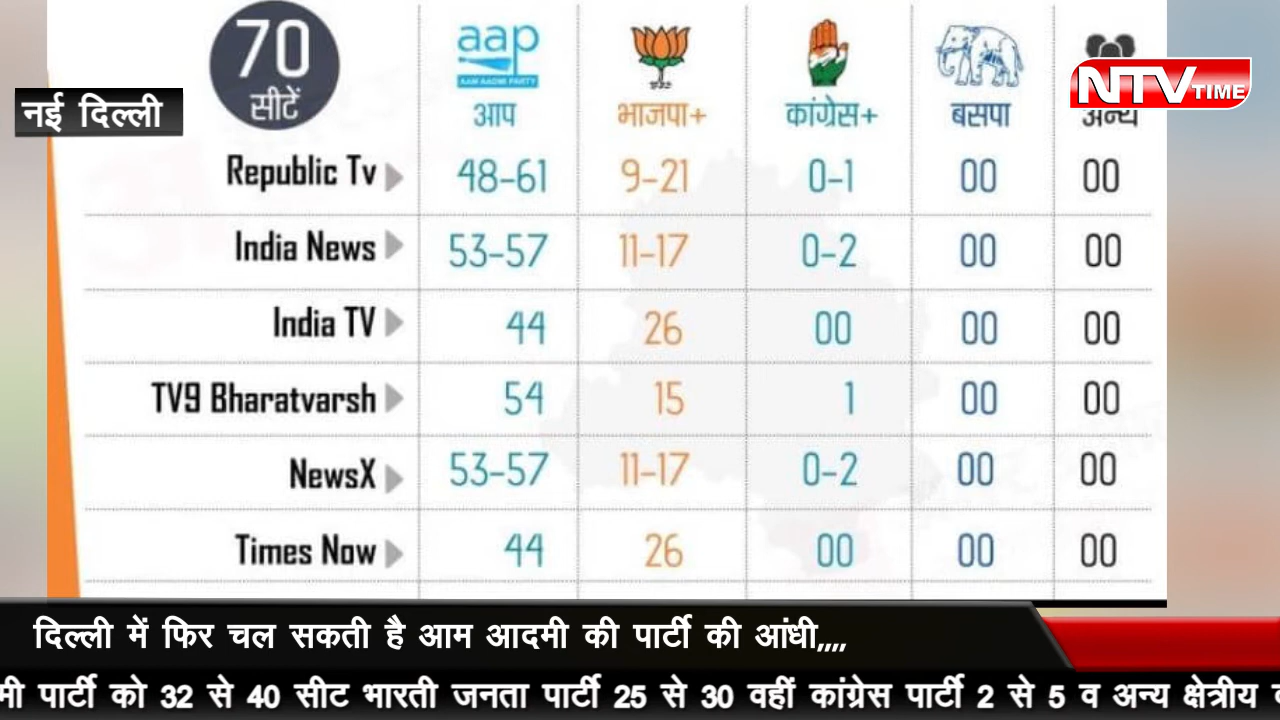 70
सीटें
aap
AAM AADMI PARTY
आप
भाजपा+
कांग्रेस+
बसपा
अन्य
NTV TIME
नई दिल्ली
Republic Tv 48-61 9-21 0-1 00 00
India News 53-57 11-17 0-2 00 00
India TV 44 26 00 00 00
TV9 Bharatvarsh 54 15 1 00 00
NewsX 53-57 11-17 0-2 00 00
Times Now 44 26 00 00 00
दिल्ली में फिर चल सकती है आम आदमी की पार्टी की आंधी,,,,
मी पार्टी को 32 से 40 सीट भारती जनता पार्टी 25 से 30 वहीं कांग्रेस पार्टी 2 से 5 व अन्य क्षेत्रीय